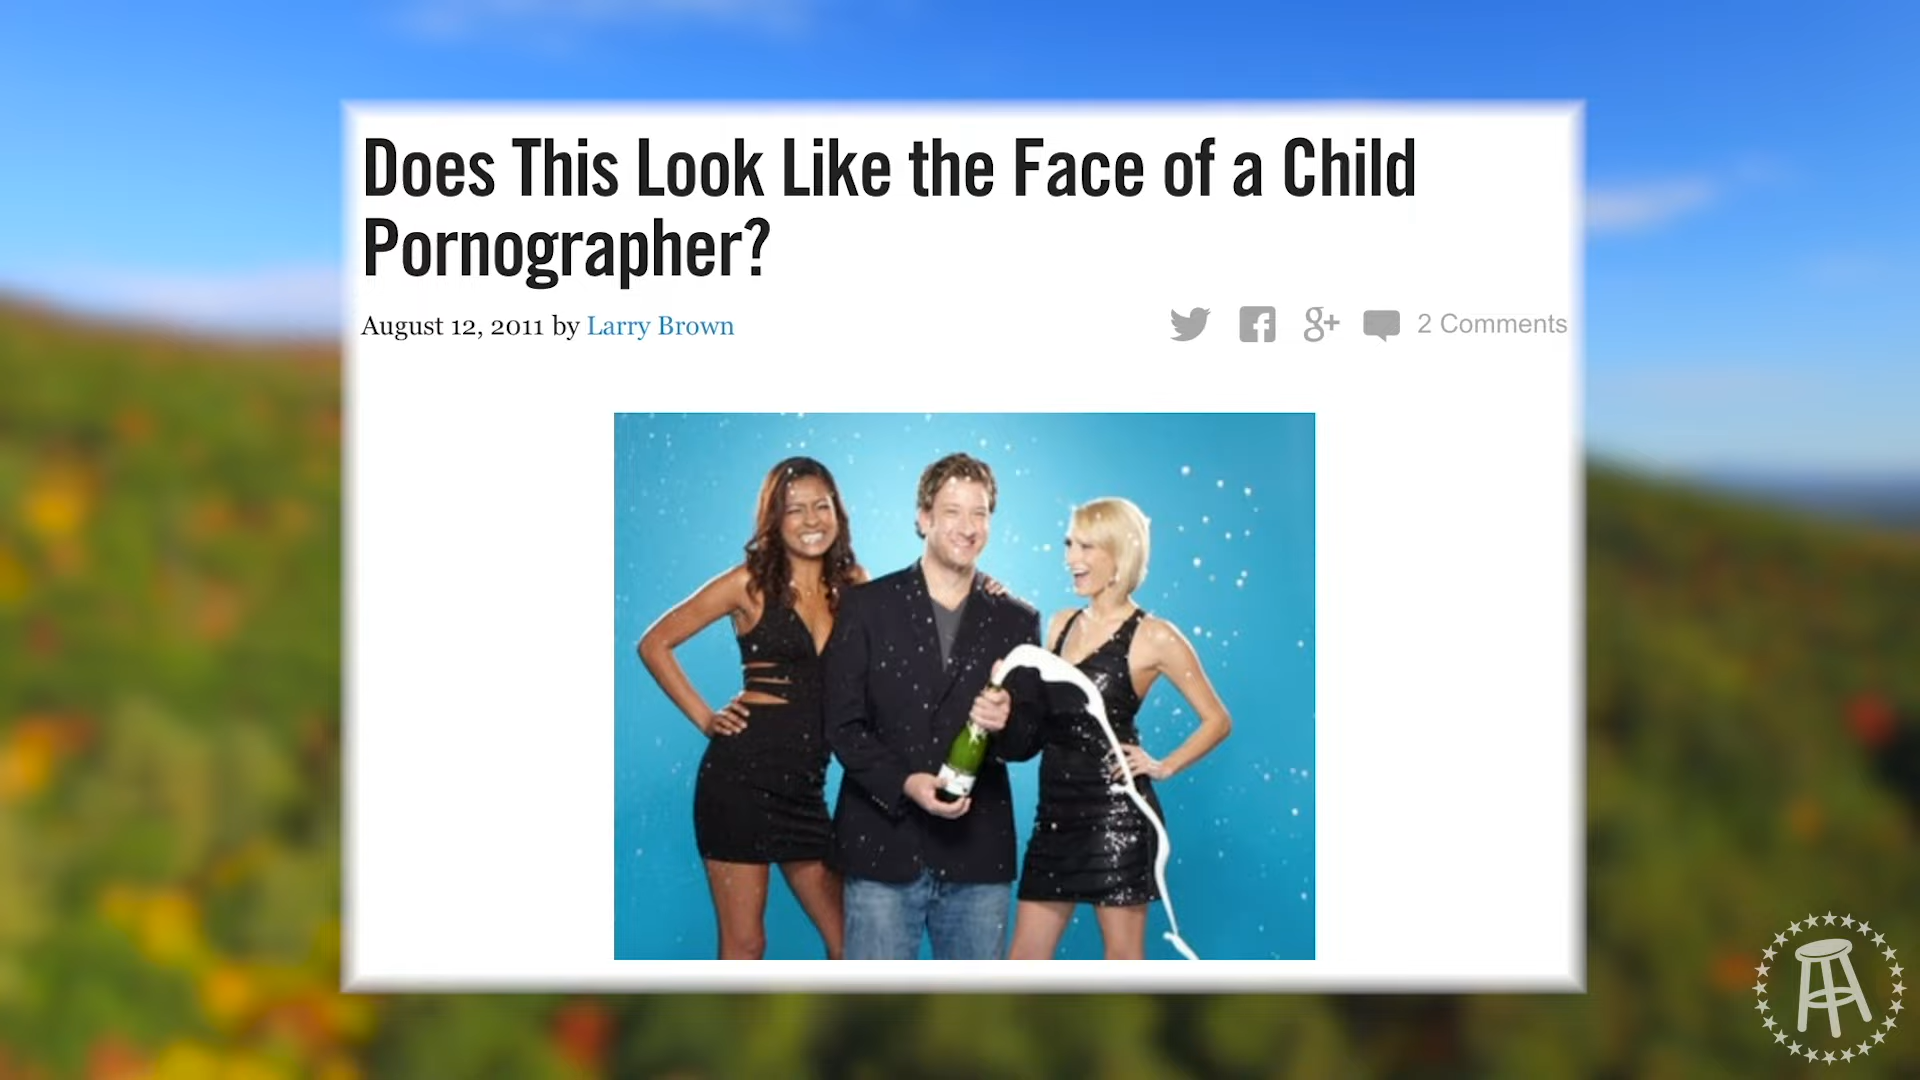 Does This Look Like the Face of a Child
Pornographer?
August 12, 2011 by Larry Brown
2 Comments